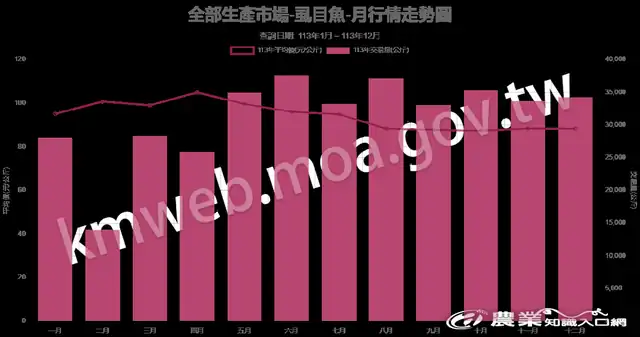 全部生產市場-虱目魚-月行情走勢圖
查詢日期: 113年1月 ~ 113年12月
113年平均價(元/公斤) 113年交易量(公斤)
120 40,000
100 35,000
80 30,000
60 25,000
40 20,000
20 15,000
0 5,000
平均價(元/公斤)
交易量(公斤)
一月 二月 三月 四月 五月 六月 七月 八月 九月 十月 十一月 十二月
kmweb.moa.gov.tw
農業知識入口網